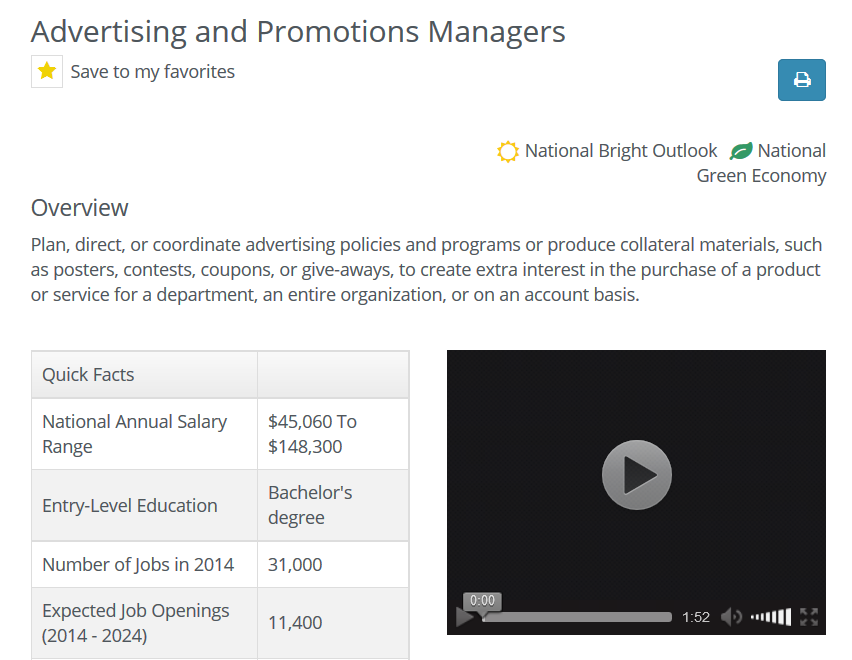 Advertising and Promotions Managers
Save to my favorites
National Bright Outlook National
Green Economy
Overview
Plan, direct, or coordinate advertising policies and programs or produce collateral materials, such
as posters, contests, coupons, or give-aways, to create extra interest in the purchase of a product
or service for a department, an entire organization, or on an account basis.
Quick Facts
National Annual Salary
Range
$45,060 To
$148,300
Entry-Level Education
Bachelor's
degree
Number of Jobs in 2014
31,000
Expected Job Openings
(2014 - 2024)
11,400
0:00
1:52